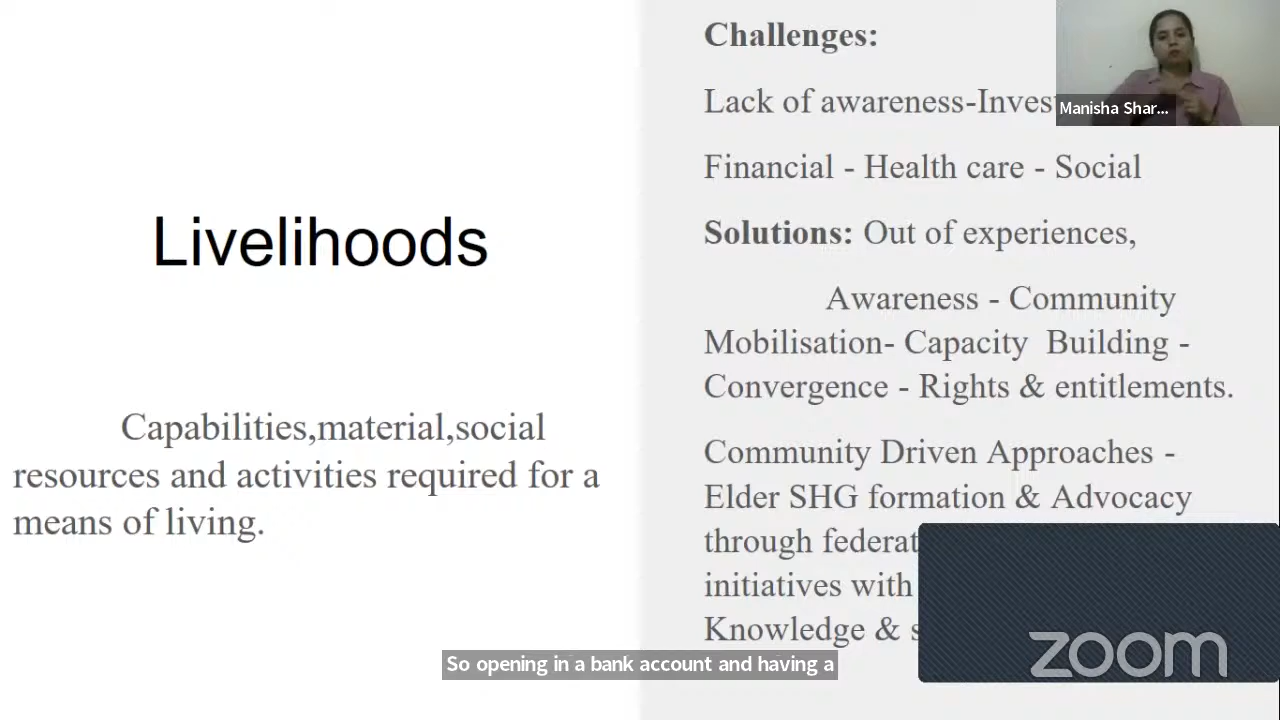 Livelihoods
Capabilities,material,social
resources and activities required for a
means of living.
Challenges:
Lack of awareness-Inves
Financial - Health care - Social
Solutions: Out of experiences,
Awareness - Community
Mobilisation- Capacity Building -
Convergence - Rights & entitlements.
Community Driven Approaches -
Elder SHG formation & Advocacy
through federat
initiatives with
Knowledge & s
Manisha Shar...
So opening in a bank account and having a
zoom